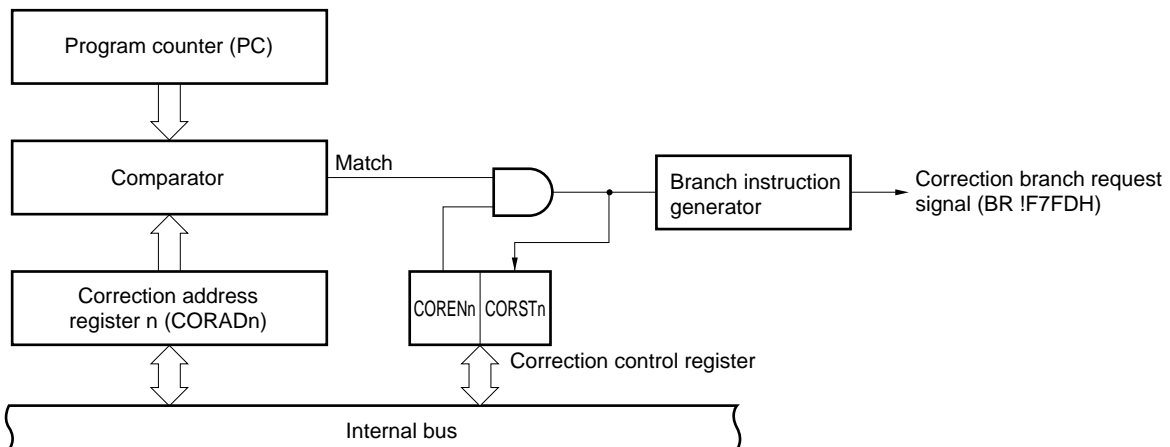 Program counter (PC)
Comparator
Match
Branch instruction
generator
Correction branch request
signal (BR !F7FDH)
Correction address
register n (CORADn)
CORENn
CORSTn
Correction control register
Internal bus